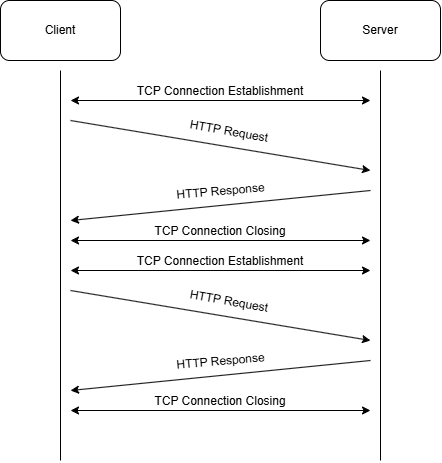 Client
Server
TCP Connection Establishment
HTTP Request
HTTP Response
TCP Connection Closing
TCP Connection Establishment
HTTP Request
HTTP Response
TCP Connection Closing